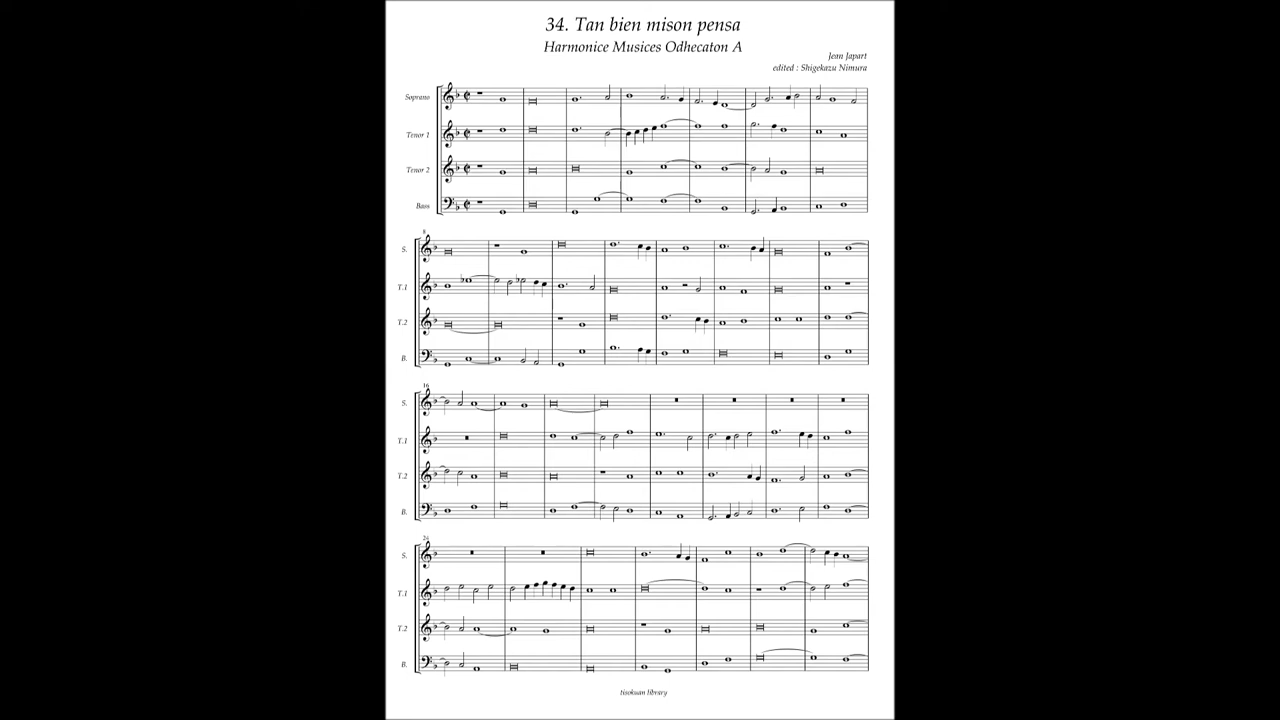 34. Tan bien mison pensa
Harmonice Musices Odhecaton A
Jean Japart
edited : Shigekazu Nimura
Soprano
Tenor 1
Tenor 2
Bass
8
S.
T.1
T.2
B.
16
S.
T.1
T.2
B.
24
S.
T.1
T.2
B.
tisokuan library